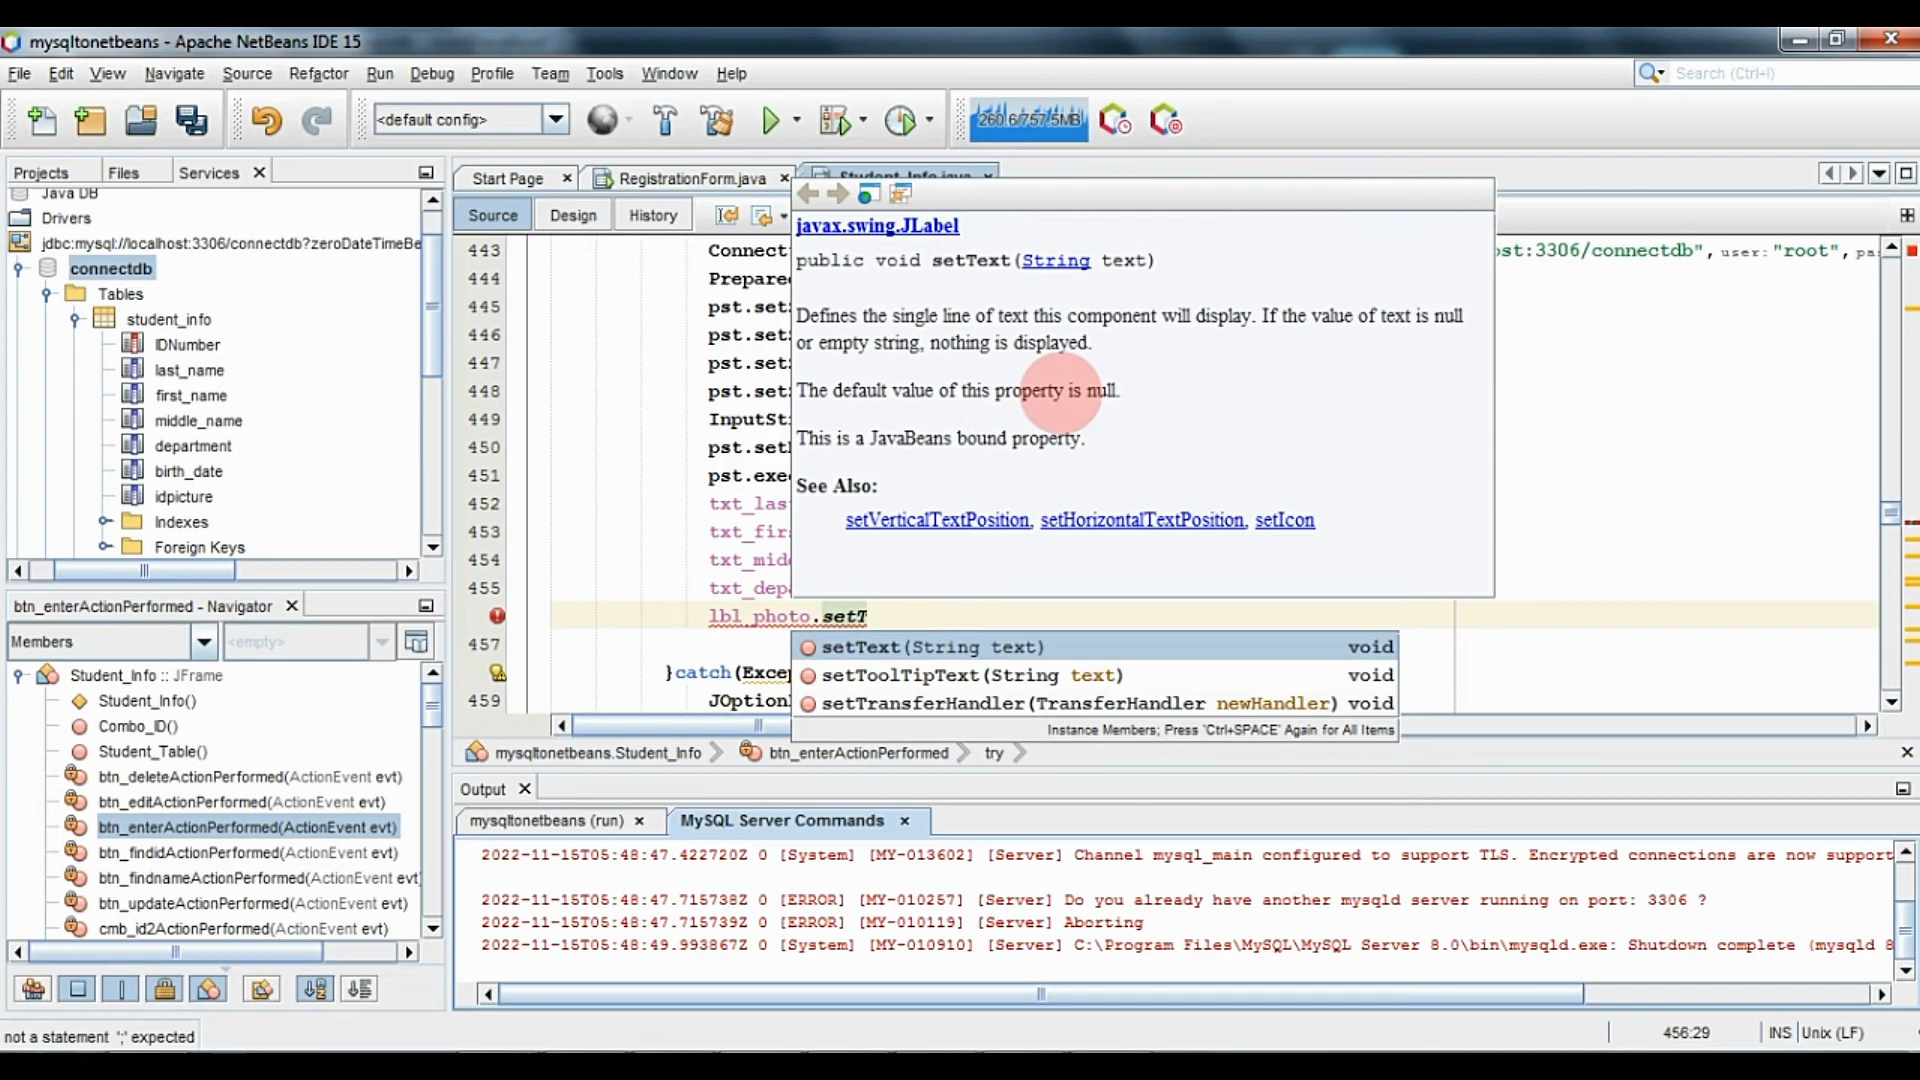 mysqltonetbeans - Apache NetBeans IDE 15
File Edit View Navigate Source Refactor Run Debug Profile Team Tools Window Help
Search (Ctrl+I)
<default config>
260.6/757.5MB
Projects Files Services
Start Page RegistrationForm.java Student_Info.java
Java DB
Drivers
jdbc:mysql://localhost:3306/connectdb?zeroDateTimeBe
connectdb
Tables
student_info
IDNumber
last_name
first_name
middle_name
department
birth_date
idpicture
Indexes
Foreign Keys
Source Design History
443 Connect
st:3306/connectdb", user: "root", pa
444 Prepare
445 pst.set
446 pst.set
447 pst.set
448 pst.set
449 InputSt
450 pst.set
451 pst.exe
452 txt_las
453 txt_fir
454 txt_mid
455 txt_dep
lbl_photo.setT
457
}catch(Excep
459 JOption
javax.swing.JLabel
public void setText(String text)
Defines the single line of text this component will display. If the value of text is null
or empty string, nothing is displayed.
The default value of this property is null.
This is a JavaBeans bound property.
See Also:
setVerticalTextPosition, setHorizontalTextPosition, setIcon
setText(String text) void
setToolTipText(String text) void
setTransferHandler(TransferHandler newHandler) void
Instance Members; Press 'Ctrl+SPACE' Again for All Items
mysqltonetbeans.Student_Info btn_enterActionPerformed try
btn_enterActionPerformed - Navigator
Members <empty>
Student_Info :: JFrame
Student_Info()
Combo_ID()
Student_Table()
btn_deleteActionPerformed(ActionEvent evt)
btn_editActionPerformed(ActionEvent evt)
btn_enterActionPerformed(ActionEvent evt)
btn_findidActionPerformed(ActionEvent evt)
btn_findnameActionPerformed(ActionEvent evt
btn_updateActionPerformed(ActionEvent evt)
cmb_id2ActionPerformed(ActionEvent evt)
Output
mysqltonetbeans (run) MySQL Server Commands
2022-11-15T05:48:47.422720Z 0 [System] [MY-013602] [Server] Channel mysql_main configured to support TLS. Encrypted connections are now support
2022-11-15T05:48:47.715738Z 0 [ERROR] [MY-010257] [Server] Do you already have another mysqld server running on port: 3306 ?
2022-11-15T05:48:47.715739Z 0 [ERROR] [MY-010119] [Server] Aborting
2022-11-15T05:48:49.993867Z 0 [System] [MY-010910] [Server] C:\Program Files\MySQL\MySQL Server 8.0\bin\mysqld.exe: Shutdown complete (mysqld 8
not a statement ';' expected
456:29 INS Unix (LF)